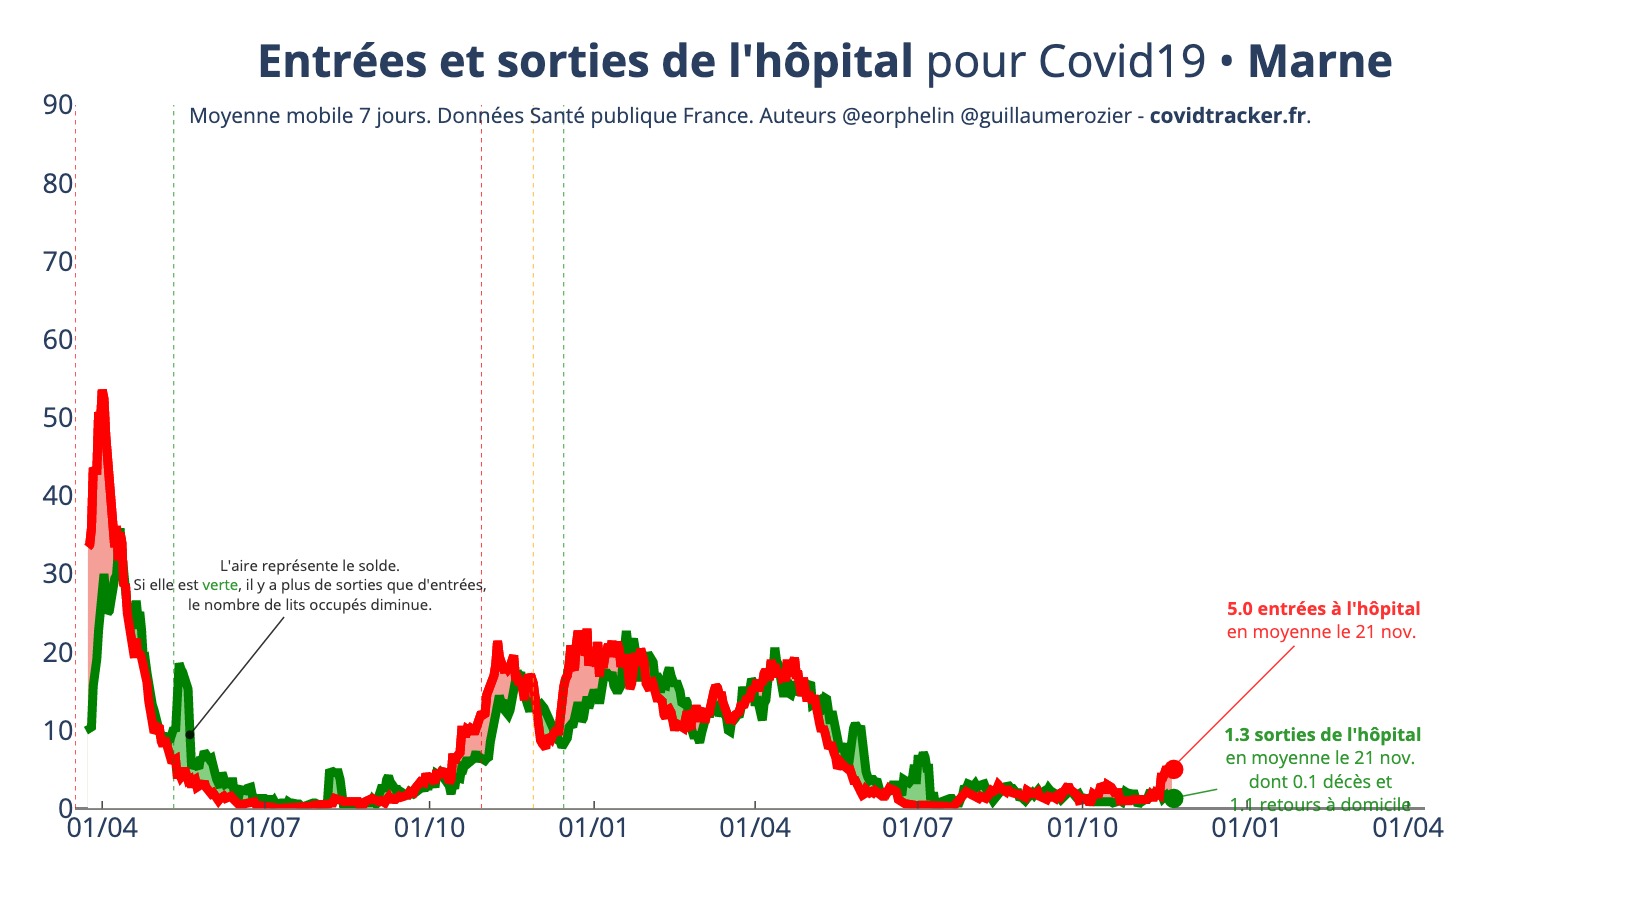 Entrées et sorties de l'hôpital pour Covid19 • Marne
Moyenne mobile 7 jours. Données Santé publique France. Auteurs @eorphelin @guillaumerozier - covidtracker.fr.
90
80
70
60
50
40
30
20
10
0
L'aire représente le solde.
Si elle est verte, il y a plus de sorties que d'entrées,
le nombre de lits occupés diminue.
5.0 entrées à l'hôpital
en moyenne le 21 nov.
1.3 sorties de l'hôpital
en moyenne le 21 nov.
dont 0.1 décès et
1.1 retours à domicile
01/04 01/07 01/10 01/01 01/04 01/07 01/10 01/01 01/04